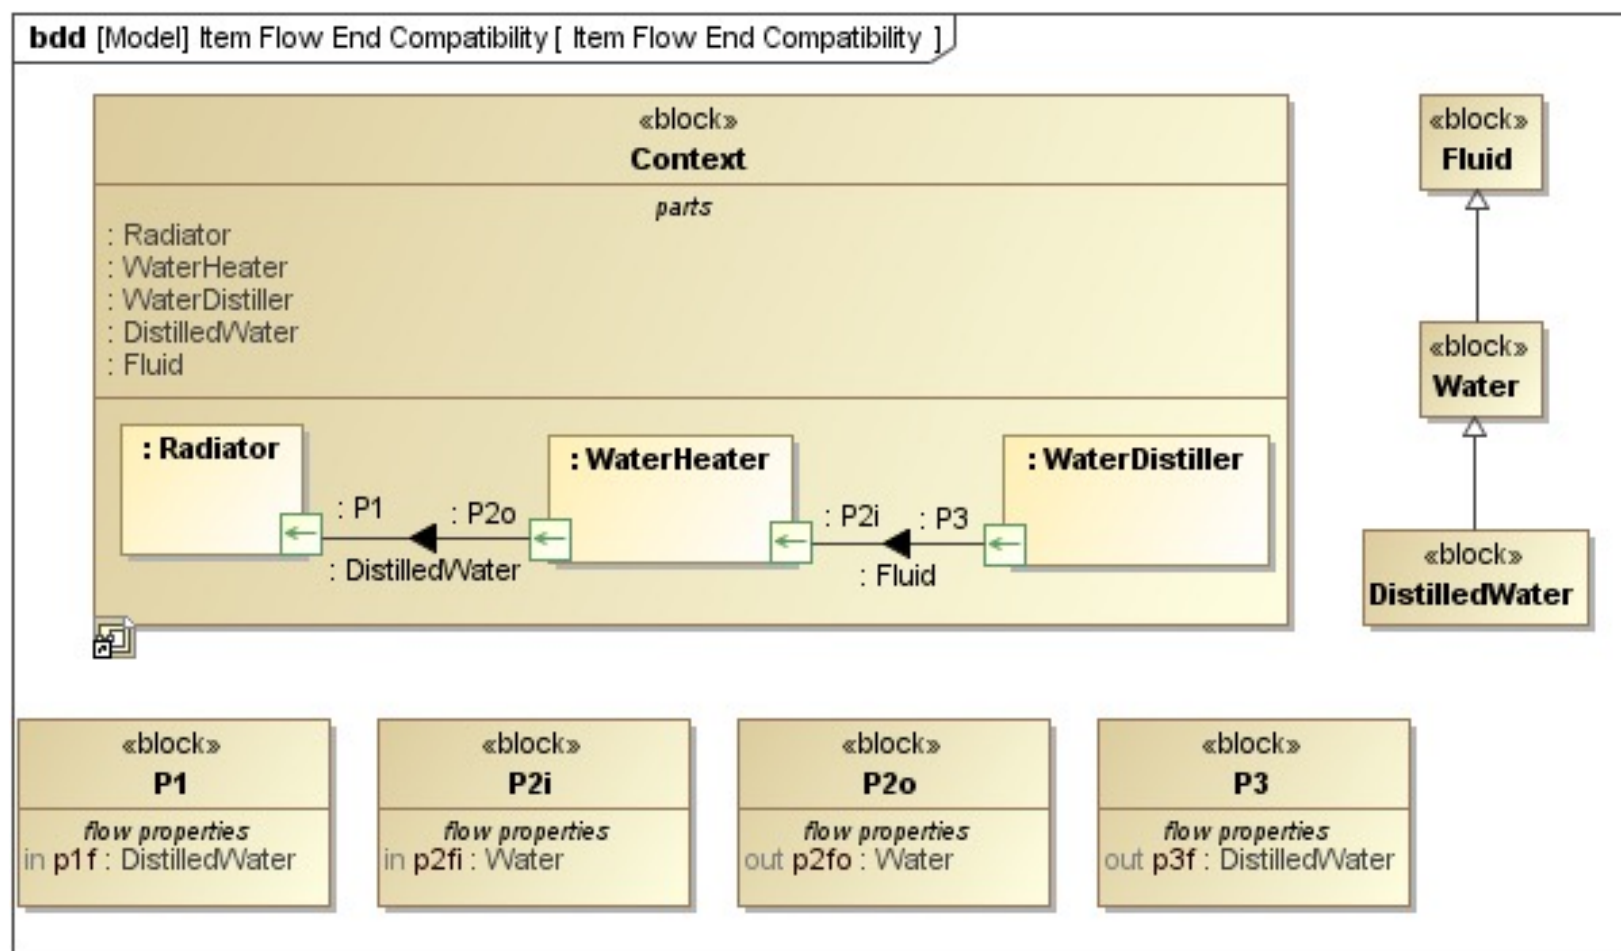 bdd [Model] Item Flow End Compatibility [ Item Flow End Compatibility ]
«block»
Context
parts
: Radiator
: WaterHeater
: WaterDistiller
: DistilledWater
: Fluid
: Radiator
: WaterHeater
: WaterDistiller
: P1
: P2o
: P2i
: P3
: DistilledWater
: Fluid
«block»
Fluid
«block»
Water
«block»
DistilledWater
«block»
P1
flow properties
in p1f : DistilledWater
«block»
P2i
flow properties
in p2fi : Water
«block»
P2o
flow properties
out p2fo : Water
«block»
P3
flow properties
out p3f : DistilledWater